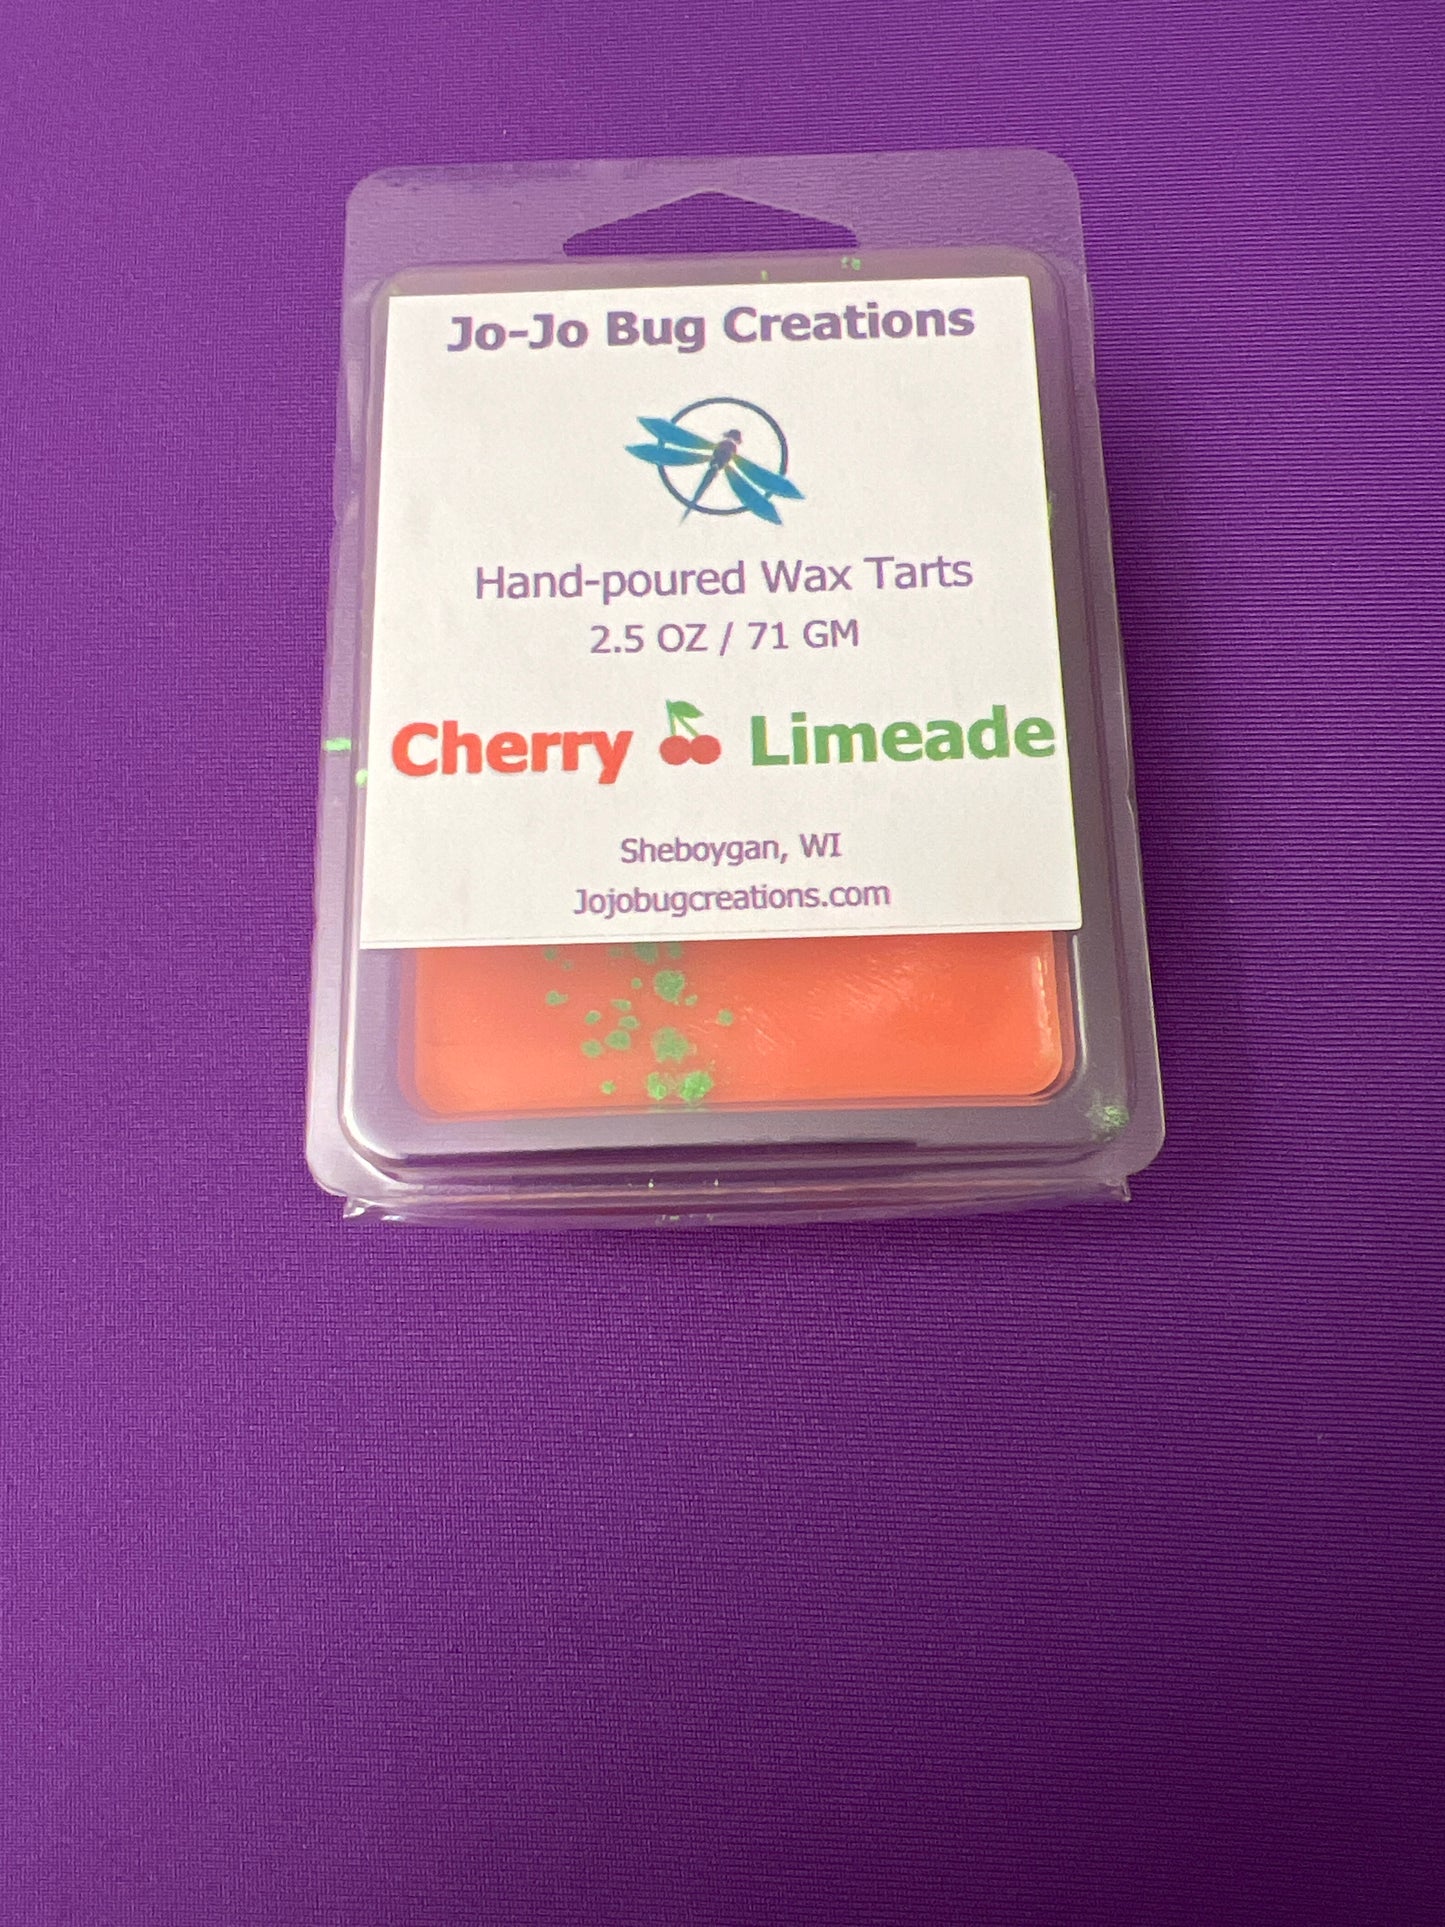 Jo-Jo Bug Creations
Hand-poured Wax Tarts
2.5 OZ / 71 GM
Cherry Limeade
Sheboygan, WI
Jojobugcreations.com